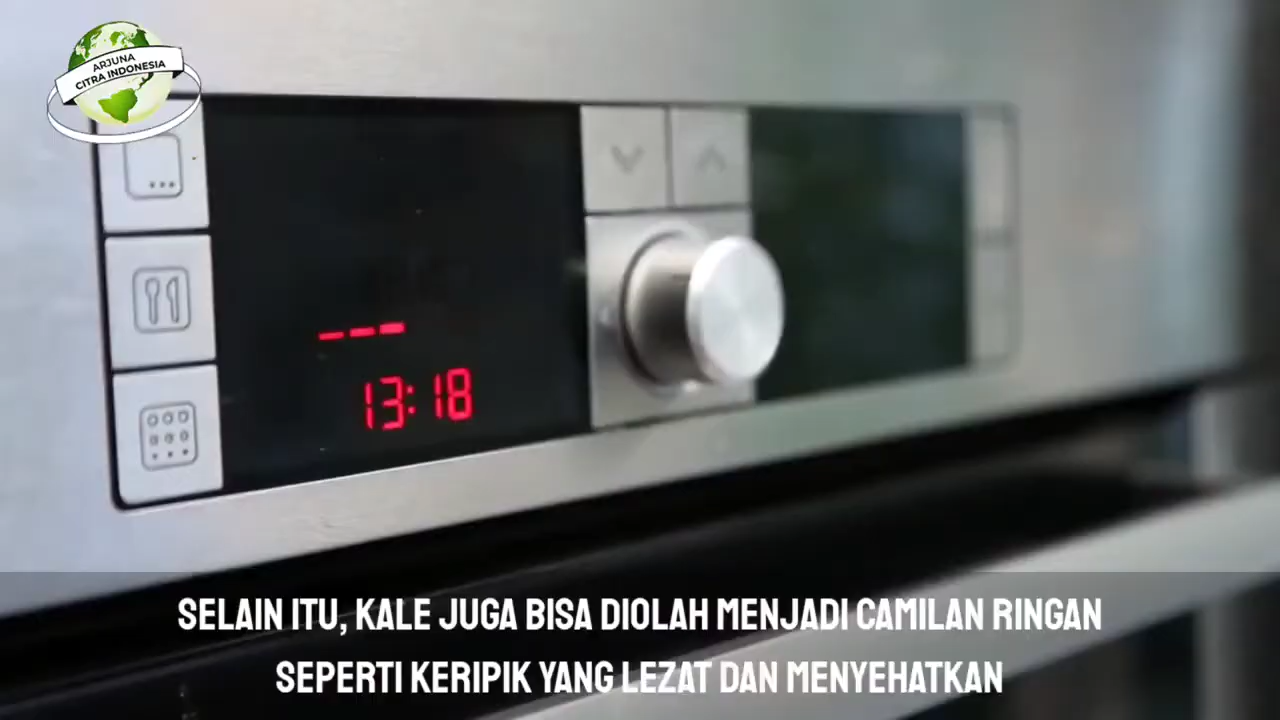 ARJUNA
CITRA INDONESIA
13:18
SELAIN ITU, KALE JUGA BISA DIOLAH MENJADI CAMILAN RINGAN
SEPERTI KERIPIK YANG LEZAT DAN MENYEHATKAN